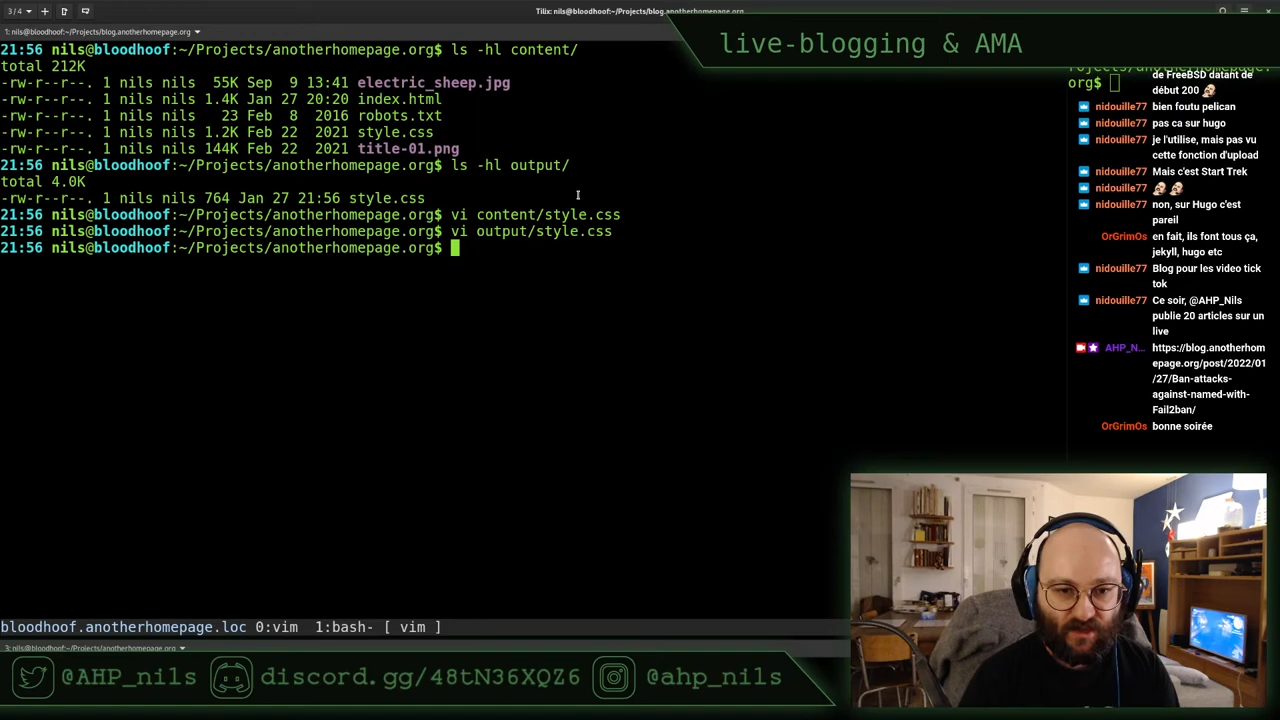 3 / 4
Tilix: nils@bloodhoof:~/Projects/blog.anotherhomepage.org
1: nils@bloodhoof:~/Projects/blog.anotherhomepage.org
live-blogging & AMA
21:56 nils@bloodhoof:~/Projects/anotherhomepage.org$ ls -hl content/
total 212K
-rw-r--r--. 1 nils nils  55K Sep  9 13:41 electric_sheep.jpg
-rw-r--r--. 1 nils nils 1.4K Jan 27 20:20 index.html
-rw-r--r--. 1 nils nils   23 Feb  8  2016 robots.txt
-rw-r--r--. 1 nils nils 1.2K Feb 22  2021 style.css
-rw-r--r--. 1 nils nils 144K Feb 22  2021 title-01.png
21:56 nils@bloodhoof:~/Projects/anotherhomepage.org$ ls -hl output/
total 4.0K
-rw-r--r--. 1 nils nils 764 Jan 27 21:56 style.css
21:56 nils@bloodhoof:~/Projects/anotherhomepage.org$ vi content/style.css
21:56 nils@bloodhoof:~/Projects/anotherhomepage.org$ vi output/style.css
21:56 nils@bloodhoof:~/Projects/anotherhomepage.org$
org$
de FreeBSD datant de
début 200
nidouille77 bien foutu pelican
nidouille77 pas ca sur hugo
nidouille77 je l'utilise, mais pas vu
cette fonction d'upload
nidouille77 Mais c'est Start Trek
nidouille77
nidouille77 non, sur Hugo c'est
pareil
OrGrimOs en fait, ils font tous ça,
jekyll, hugo etc
nidouille77 Blog pour les video tick
tok
nidouille77 Ce soir, @AHP_Nils
publie 20 articles sur un
live
AHP_N... https://blog.anotherhom
epage.org/post/2022/01
/27/Ban-attacks-
against-named-with-
Fail2ban/
OrGrimOs bonne soirée
bloodhoof.anotherhomepage.loc 0:vim  1:bash- [ vim ]
3: nils@bloodhoof:~/Projects/anotherhomepage.org
@AHP_nils
discord.gg/48tN36XQZ6
@ahp_nils